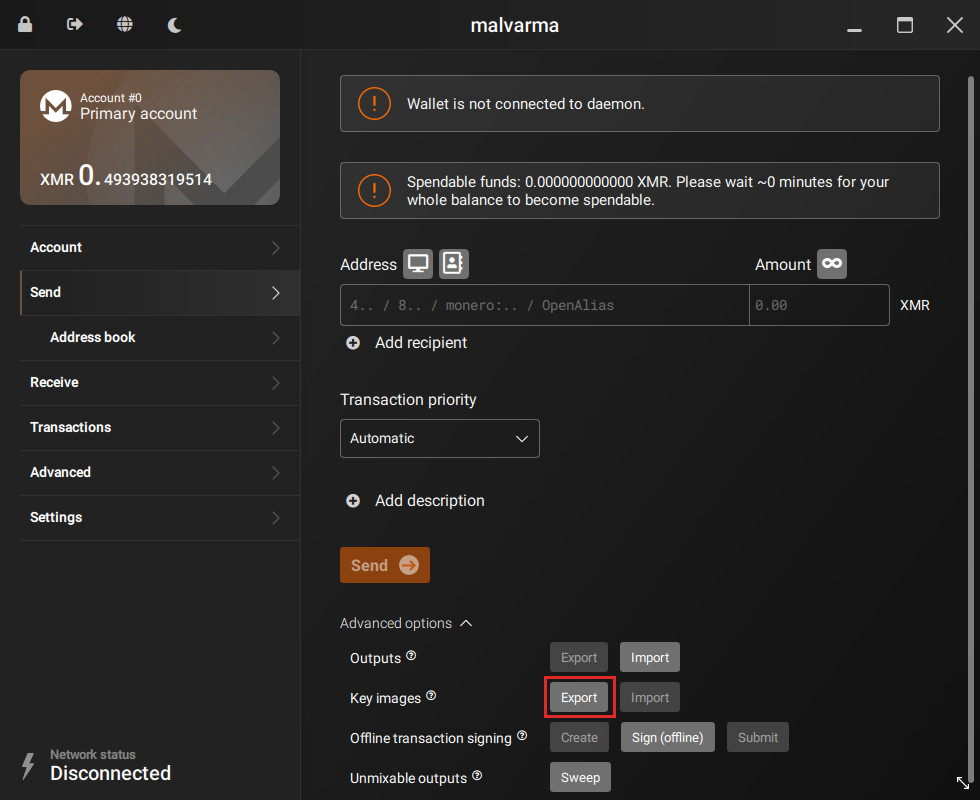 malvarma
Account #0
Primary account
XMR 0.493938319514
Account
Send
Address book
Receive
Transactions
Advanced
Settings
Network status
Disconnected
Wallet is not connected to daemon.
Spendable funds: 0.000000000000 XMR. Please wait ~0 minutes for your
whole balance to become spendable.
Address Amount
4.. / 8.. / monero:.. / OpenAlias 0.00 XMR
Add recipient
Transaction priority
Automatic
Add description
Send
Advanced options
Outputs Export Import
Key images Export Import
Offline transaction signing Create Sign (offline) Submit
Unmixable outputs Sweep